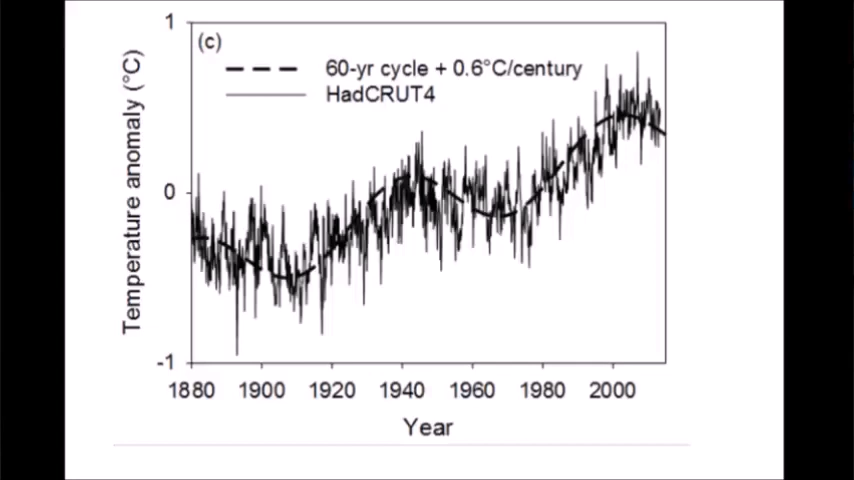 1
(c)
60-yr cycle + 0.6°C/century
HadCRUT4
Temperature anomaly (°C)
0
-1
1880 1900 1920 1940 1960 1980 2000
Year